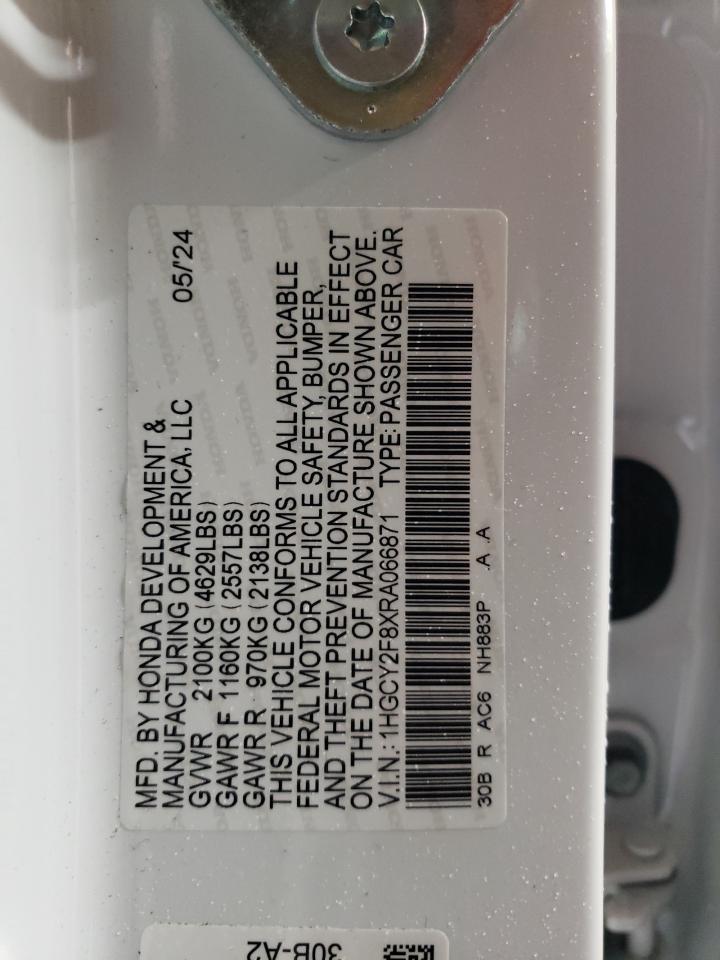 MFD. BY HONDA DEVELOPMENT &
MANUFACTURING OF AMERICA, LLC 05/'24
GVWR 2100KG (4629LBS)
GAWR F 1160KG (2557LBS)
GAWR R 970KG (2138LBS)
THIS VEHICLE CONFORMS TO ALL APPLICABLE
FEDERAL MOTOR VEHICLE SAFETY, BUMPER,
AND THEFT PREVENTION STANDARDS IN EFFECT
ON THE DATE OF MANUFACTURE SHOWN ABOVE.
V.I.N.: 1HGCY2F8XRA066871 TYPE: PASSENGER CAR
30B R AC6 NH883P .A .A
30B-A2